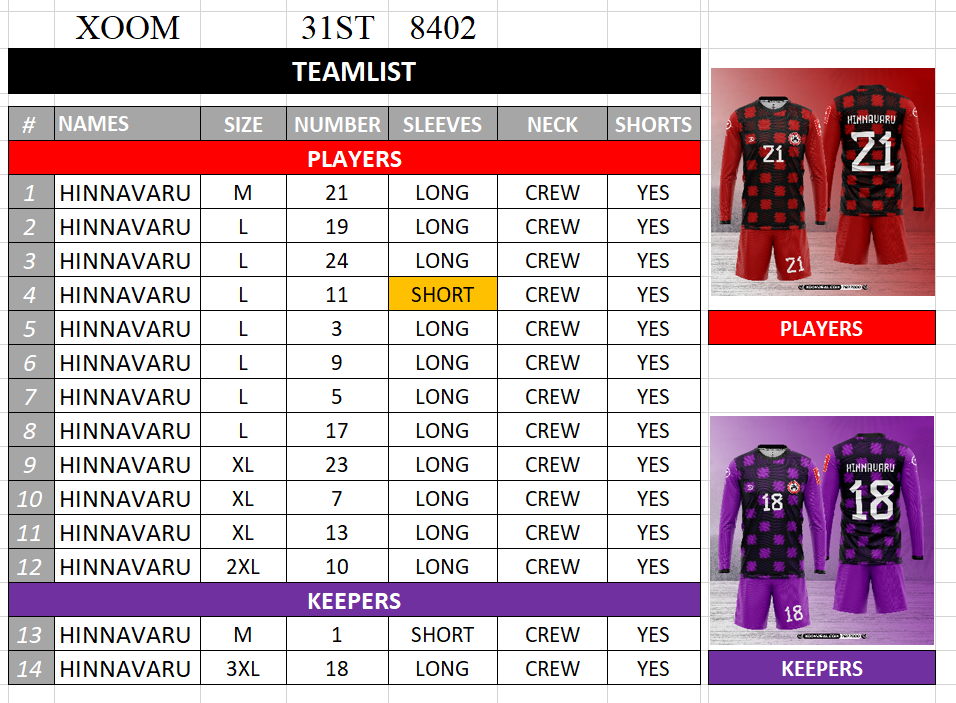 XOOM 31ST 8402
TEAMLIST
# NAMES SIZE NUMBER SLEEVES NECK SHORTS
PLAYERS
1 HINNAVARU M 21 LONG CREW YES
2 HINNAVARU L 19 LONG CREW YES
3 HINNAVARU L 24 LONG CREW YES
4 HINNAVARU L 11 SHORT CREW YES
5 HINNAVARU L 3 LONG CREW YES
6 HINNAVARU L 9 LONG CREW YES
7 HINNAVARU L 5 LONG CREW YES
8 HINNAVARU L 17 LONG CREW YES
9 HINNAVARU XL 23 LONG CREW YES
10 HINNAVARU XL 7 LONG CREW YES
11 HINNAVARU XL 13 LONG CREW YES
12 HINNAVARU 2XL 10 LONG CREW YES
KEEPERS
13 HINNAVARU M 1 SHORT CREW YES
14 HINNAVARU 3XL 18 LONG CREW YES
HINNAVARU
21
21
21
PLAYERS
HINNAVARU
18
18
18
KEEPERS